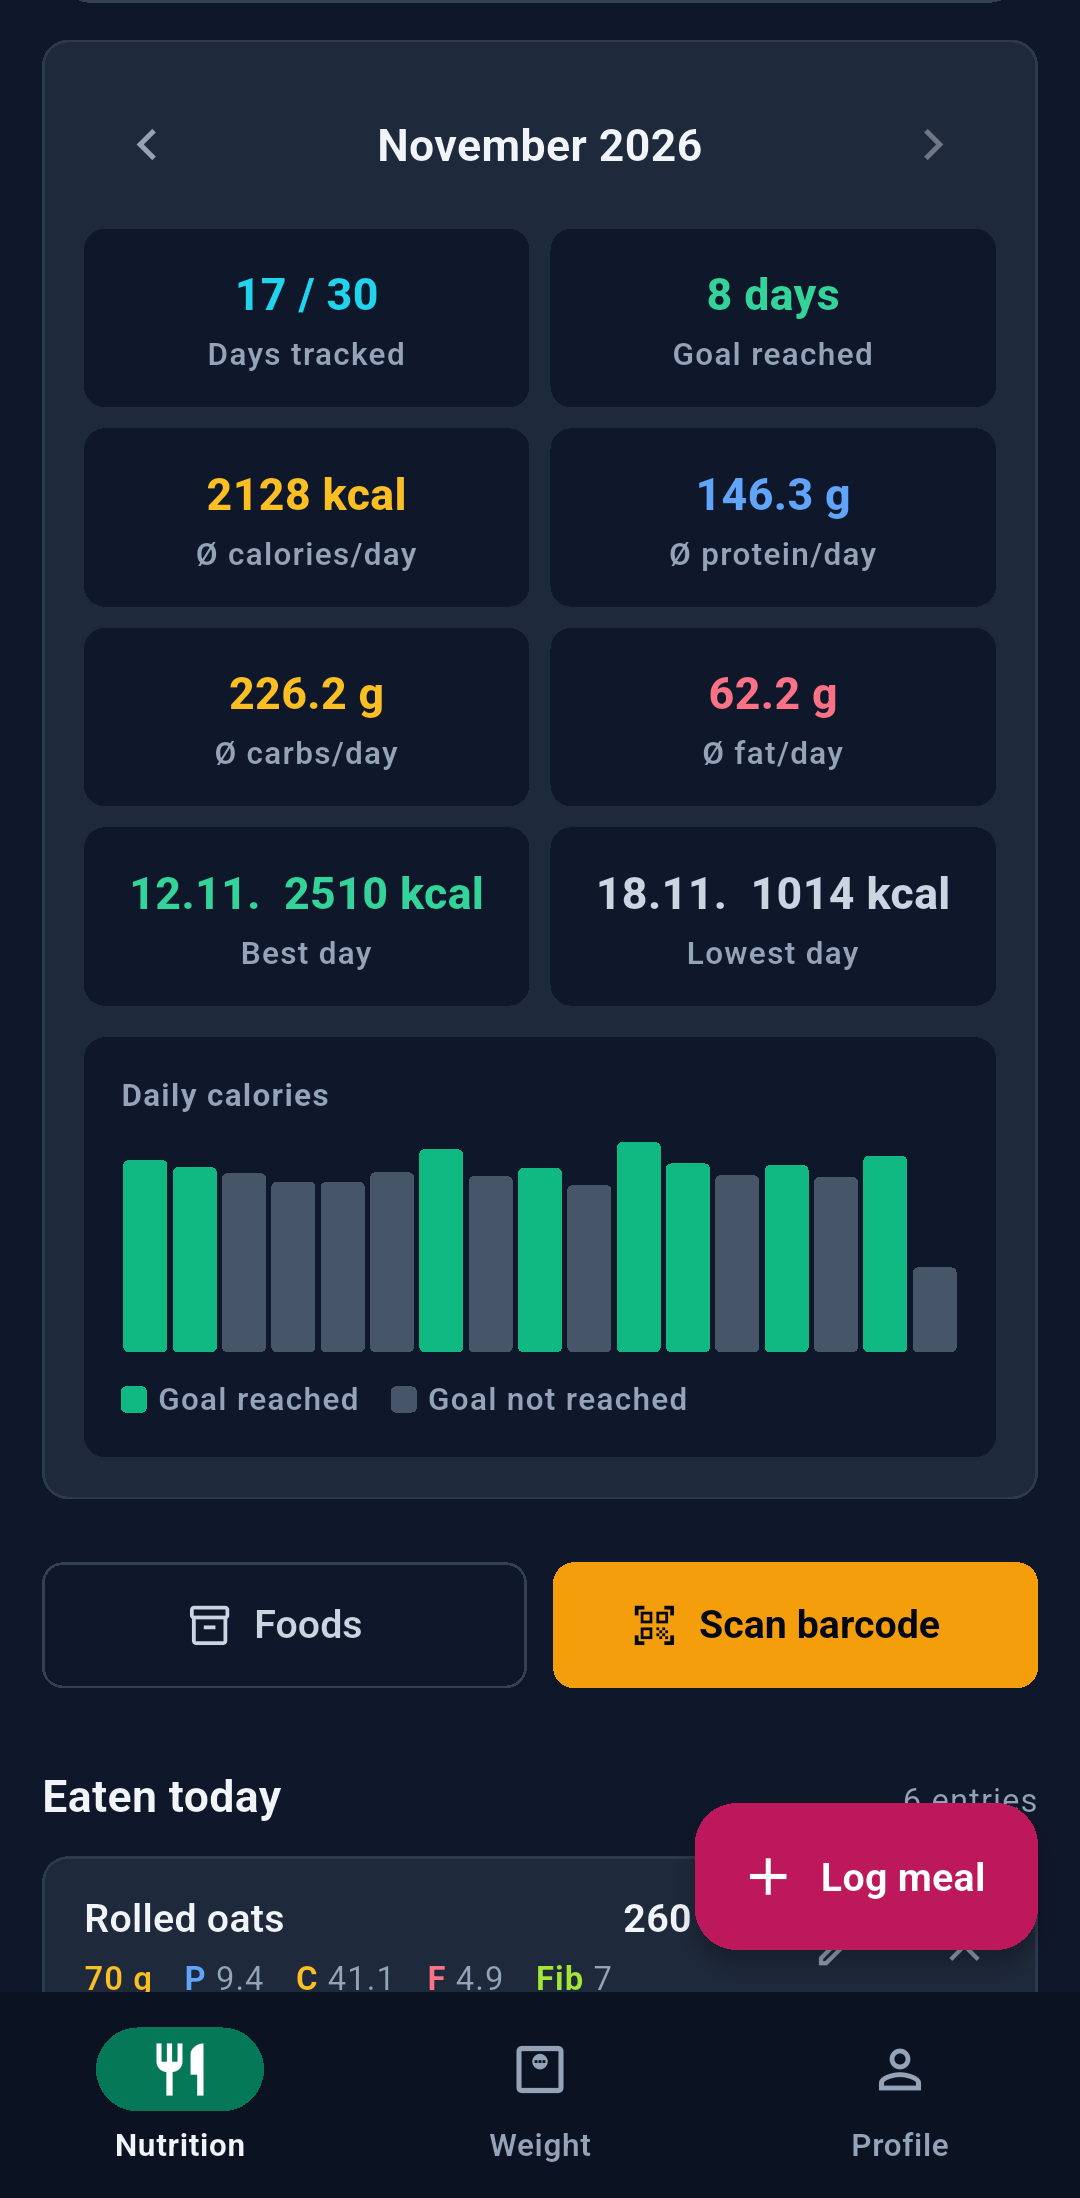 November 2026
17 / 30
Days tracked
8 days
Goal reached
2128 kcal
Ø calories/day
146.3 g
Ø protein/day
226.2 g
Ø carbs/day
62.2 g
Ø fat/day
12.11. 2510 kcal
Best day
18.11. 1014 kcal
Lowest day
Daily calories
Goal reached
Goal not reached
Foods
Scan barcode
Eaten today
6 entries
Log meal
Rolled oats
260
70 g P 9.4 C 41.1 F 4.9 Fib 7
Nutrition
Weight
Profile